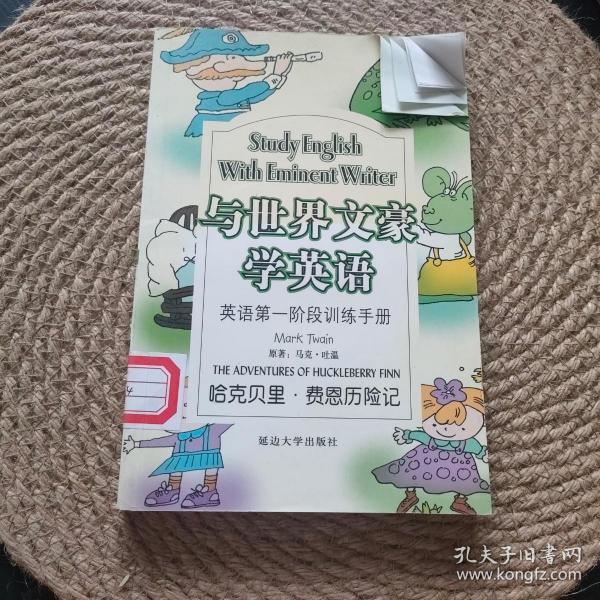 Study English
With Eminent Writer
与世界文豪
学英语
英语第一阶段训练手册
Mark Twain
原著：马克·吐温
THE ADVENTURES OF HUCKLEBERRY FINN
哈克贝里·费恩历险记
延边大学出版社
4
孔夫子旧书网
www.kongfz.com